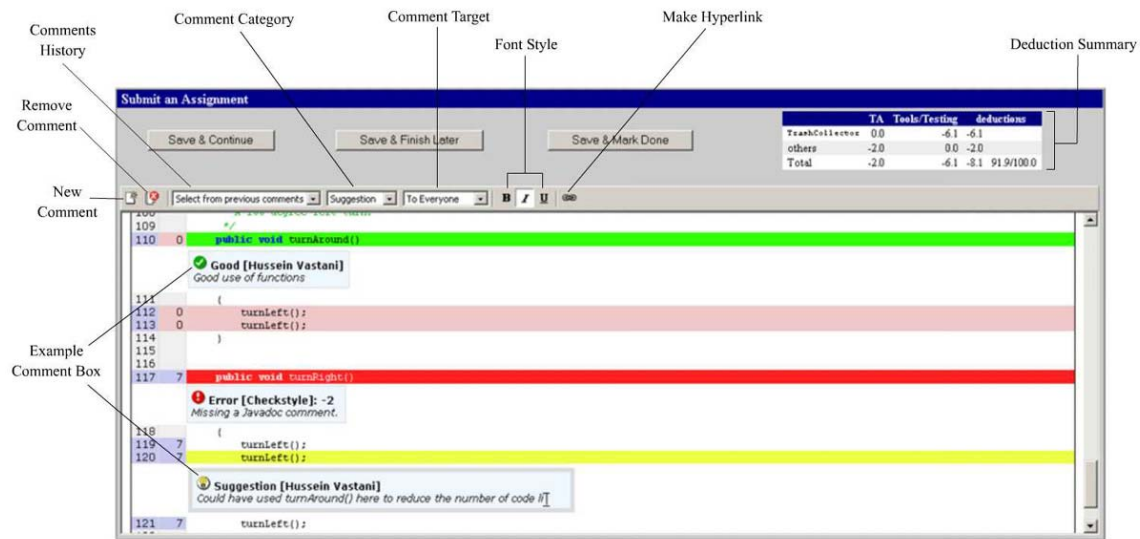 Comment Category
Comment Target
Make Hyperlink
Comments
History
Font Style
Deduction Summary
Remove
Comment
New
Comment
Example
Comment Box
Submit an Assignment
Save & Continue
Save & Finish Later
Save & Mark Done
TA Tools/Testing deductions
TrashCollector 0.0 -6.1 -6.1
others -2.0 0.0 -2.0
Total -2.0 -6.1 -8.1 91.9/100.0
Select from previous comments Suggestion To Everyone B I U
109 */
110 0 public void turnAround()
Good [Hussein Vastani]
Good use of functions
111 {
112 0 turnLeft();
113 0 turnLeft();
114 }
115
116
117 7 public void turnRight()
Error [Checkstyle]: -2
Missing a Javadoc comment.
118 {
119 7 turnLeft();
120 7 turnLeft();
Suggestion [Hussein Vastani]
Could have used turnAround() here to reduce the number of code li
121 7 turnLeft();